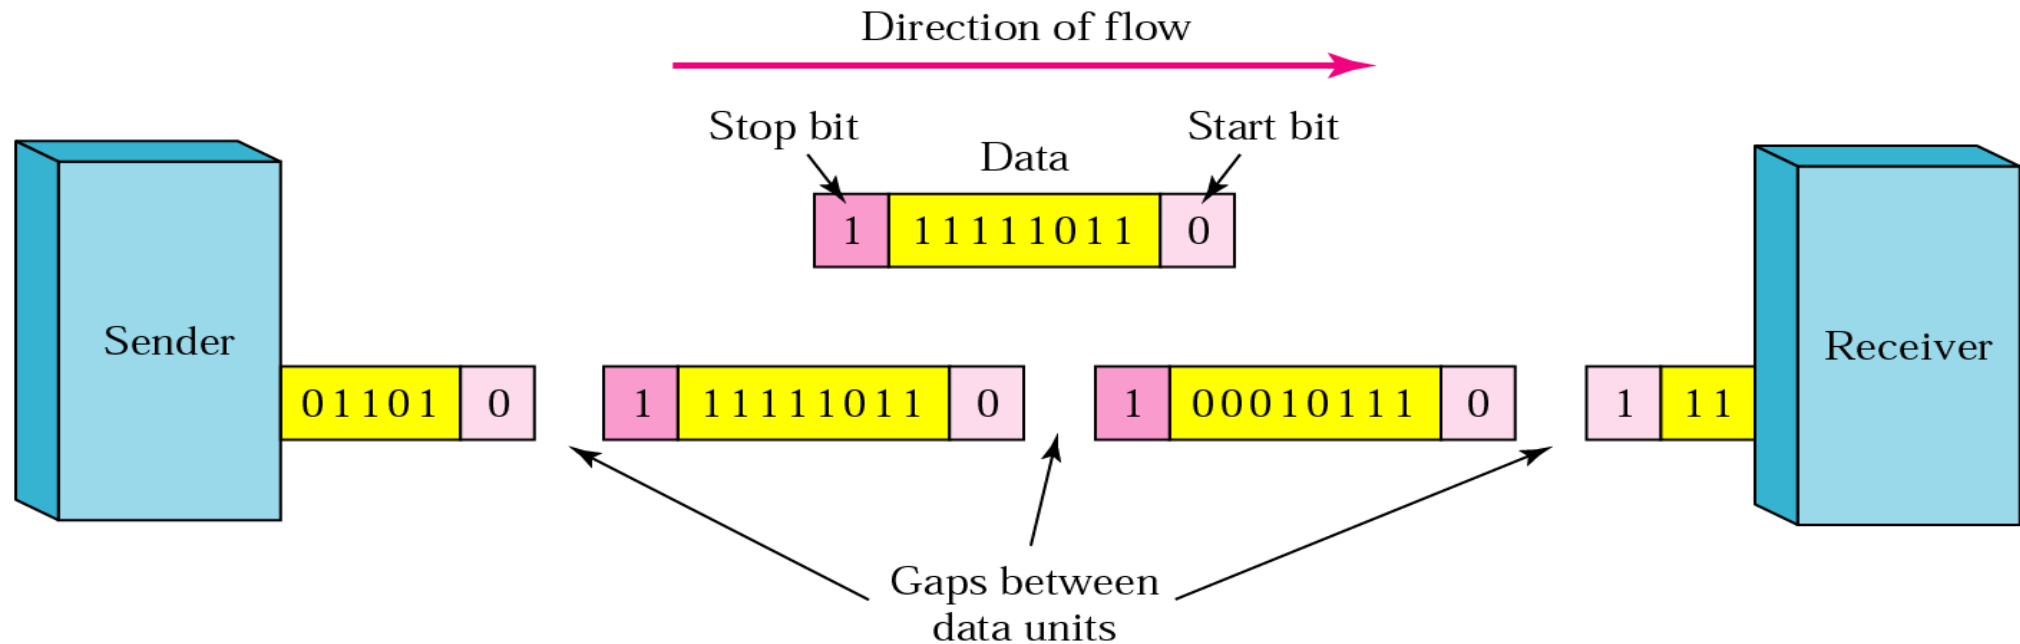 Direction of flow
Stop bit
Start bit
Data
1 11111011 0
Sender
Receiver
01101 0
1 11111011 0
1 00010111 0
1 11
Gaps between
data units